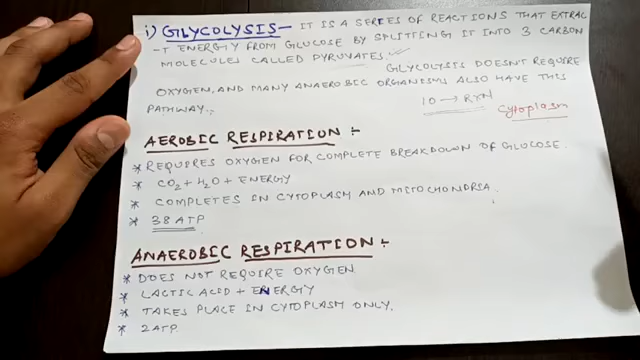 i) GLYCOLYSIS - IT IS A SERIES OF REACTIONS THAT EXTRAC
-T ENERGY FROM GLUCOSE BY SPLITING IT INTO 3 CARBON
MOLECULES CALLED PYRUVATES.
GLYCOLYSIS DOESN'T REQUIRE
OXYGEN, AND MANY ANAEROBIC ORGANISMS ALSO HAVE THIS
PATHWAY..
10 → RXN
Cytoplasm
AEROBIC RESPIRATION :-
* REQUIRES OXYGEN FOR COMPLETE BREAKDOWN OF GLUCOSE.
* CO2 + H2O + ENERGY
* COMPLETES IN CYTOPLASM AND MITOCHONDRIA.
* 38 ATP
ANAEROBIC RESPIRATION :-
* DOES NOT REQUIRE OXYGEN
* LACTIC ACID + ENERGY
* TAKES PLACE IN CYTOPLASM ONLY.
* 2 ATP.